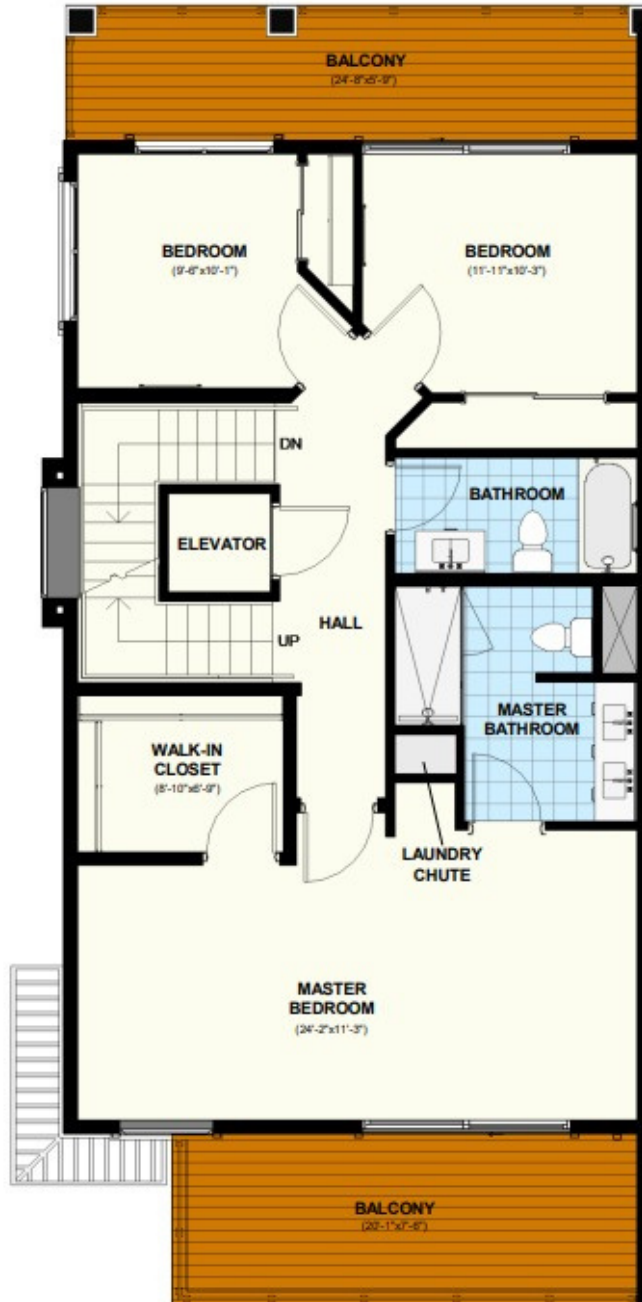 BALCONY
(24'-8"x5'-9")
BEDROOM
(9'-6"x10'-1")
BEDROOM
(11'-11"x10'-3")
DN
BATHROOM
ELEVATOR
HALL
UP
MASTER
BATHROOM
WALK-IN
CLOSET
(8'-10"x6'-9")
LAUNDRY
CHUTE
MASTER
BEDROOM
(24'-2"x11'-3")
BALCONY
(20'-1"x7'-6")